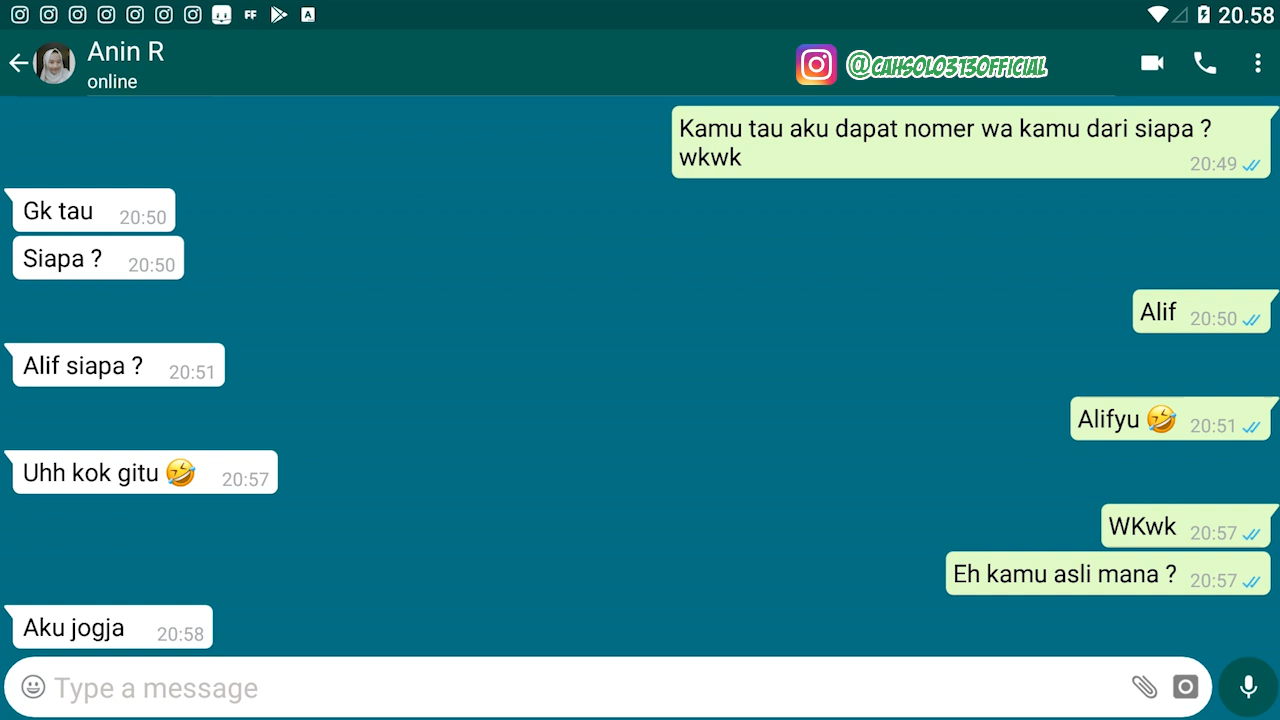 FF
A
20.58
Anin R
online
@CAHSOLO313OFFICIAL
Kamu tau aku dapat nomer wa kamu dari siapa ?
wkwk
20:49
Gk tau 20:50
Siapa ? 20:50
Alif 20:50
Alif siapa ? 20:51
Alifyu 🤣 20:51
Uhh kok gitu 🤣 20:57
WKwk 20:57
Eh kamu asli mana ? 20:57
Aku jogja 20:58
Type a message